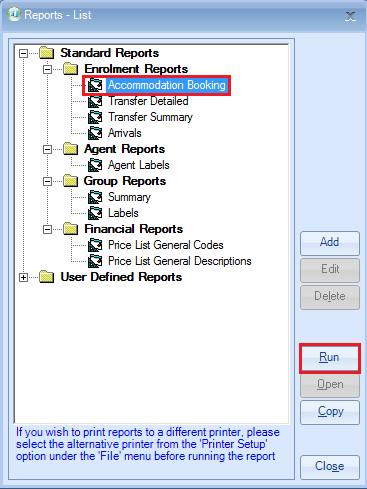 Reports - List
Standard Reports
Enrolment Reports
Accommodation Booking
Transfer Detailed
Transfer Summary
Arrivals
Agent Reports
Agent Labels
Group Reports
Summary
Labels
Financial Reports
Price List General Codes
Price List General Descriptions
User Defined Reports
Add
Edit
Delete
Run
Open
Copy
If you wish to print reports to a different printer, please
select the alternative printer from the 'Printer Setup'
option under the 'File' menu before running the report
Close